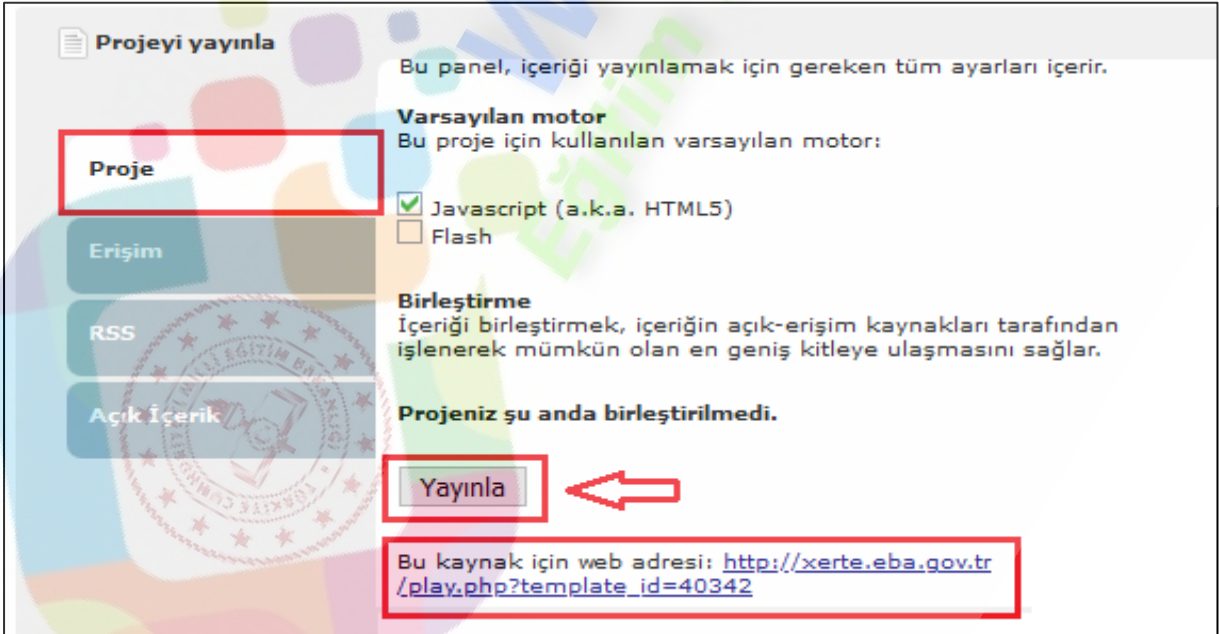 Projeyi yayınla
Bu panel, içeriği yayınlamak için gereken tüm ayarları içerir.
Varsayılan motor
Bu proje için kullanılan varsayılan motor:
Proje
Javascript (a.k.a. HTML5)
Flash
Erişim
Birleştirme
İçeriği birleştirmek, içeriğin açık-erişim kaynakları tarafından
işlenerek mümkün olan en geniş kitleye ulaşmasını sağlar.
RSS
Açık İçerik
Projeniz şu anda birleştirilmedi.
Yayınla
Bu kaynak için web adresi: http://xerte.eba.gov.tr
/play.php?template_id=40342
Eğitim